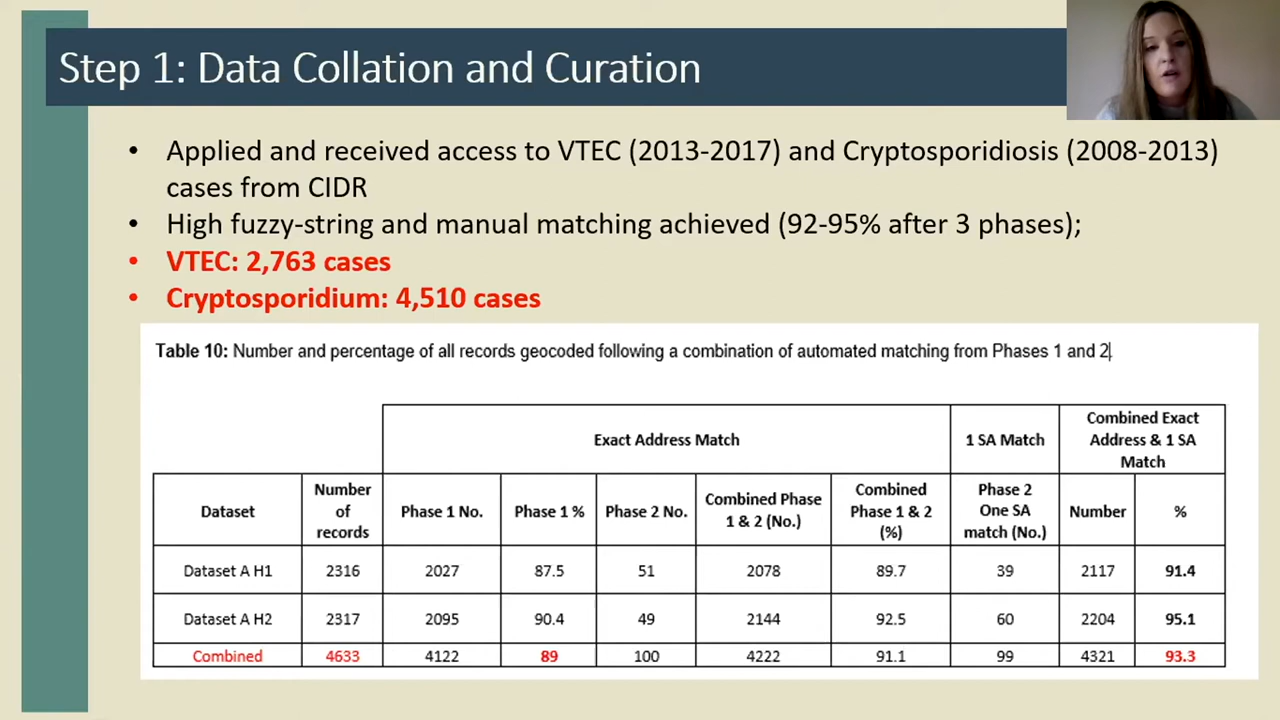 Step 1: Data Collation and Curation
• Applied and received access to VTEC (2013-2017) and Cryptosporidiosis (2008-2013)
cases from CIDR
• High fuzzy-string and manual matching achieved (92-95% after 3 phases);
• VTEC: 2,763 cases
• Cryptosporidium: 4,510 cases
Table 10: Number and percentage of all records geocoded following a combination of automated matching from Phases 1 and 2.
Exact Address Match
1 SA Match
Combined Exact
Address & 1 SA
Match
Dataset
Number
of
records
Phase 1 No.
Phase 1 %
Phase 2 No.
Combined Phase
1 & 2 (No.)
Combined
Phase 1 & 2
(%)
Phase 2
One SA
match (No.)
Number
%
Dataset A H1 2316 2027 87.5 51 2078 89.7 39 2117 91.4
Dataset A H2 2317 2095 90.4 49 2144 92.5 60 2204 95.1
Combined 4633 4122 89 100 4222 91.1 99 4321 93.3